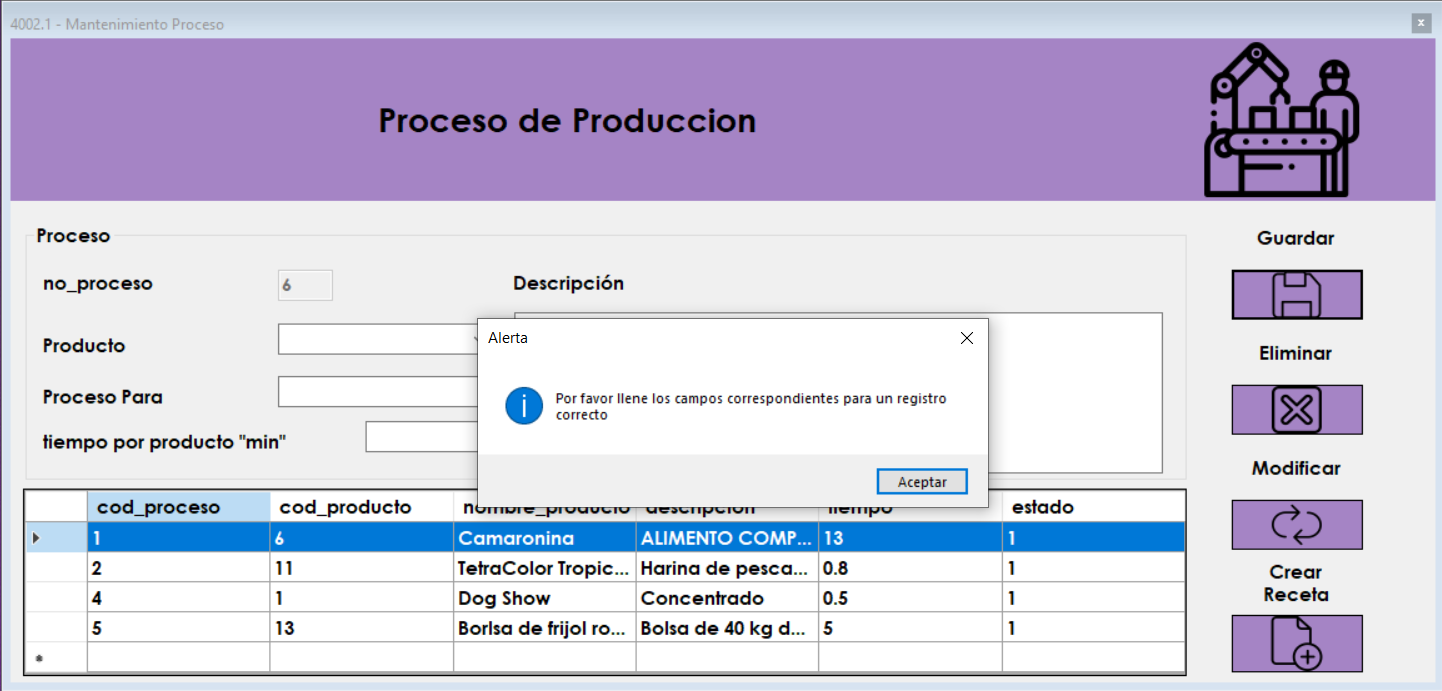 4002.1 - Mantenimiento Proceso
Proceso de Produccion
Proceso
no_proceso
6
Descripción
Producto
Proceso Para
tiempo por producto "min"
Guardar
Eliminar
Modificar
Crear
Receta
Alerta
Por favor llene los campos correspondientes para un registro
correcto
Aceptar
cod_proceso cod_producto nombre_producto descripcion tiempo estado
1 6 Camaronina ALIMENTO COMP... 13 1
2 11 TetraColor Tropic... Harina de pesca... 0.8 1
4 1 Dog Show Concentrado 0.5 1
5 13 Borlsa de frijol ro... Bolsa de 40 kg d... 5 1